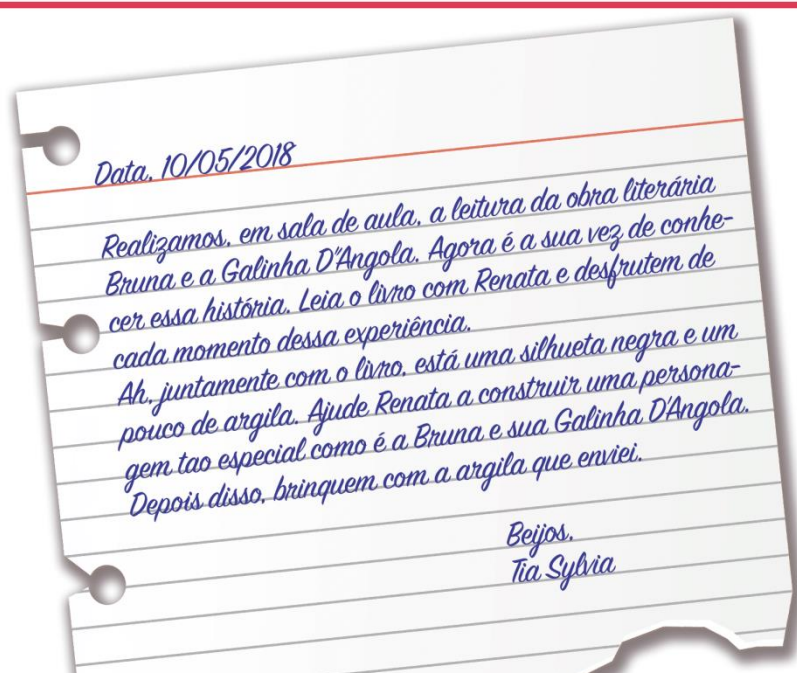 Data, 10/05/2018
Realizamos, em sala de aula, a leitura da obra literária
Bruna e a Galinha D'Angola. Agora é a sua vez de conhe-
cer essa história. Leia o livro com Renata e desfrutem de
cada momento dessa experiência.
Ah, juntamente com o livro, está uma silhueta negra e um
pouco de argila. Ajude Renata a construir uma persona-
gem tao especial como é a Bruna e sua Galinha D'Angola.
Depois disso, brinquem com a argila que enviei.
Beijos,
Tia Sylvia